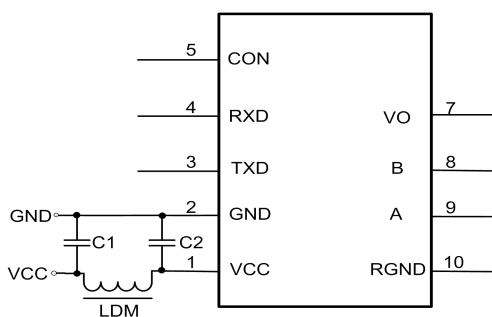 5 CON
4 RXD VO 7
3 TXD B 8
GND 2 GND A 9
C1 C2
VCC 1 VCC RGND 10
LDM